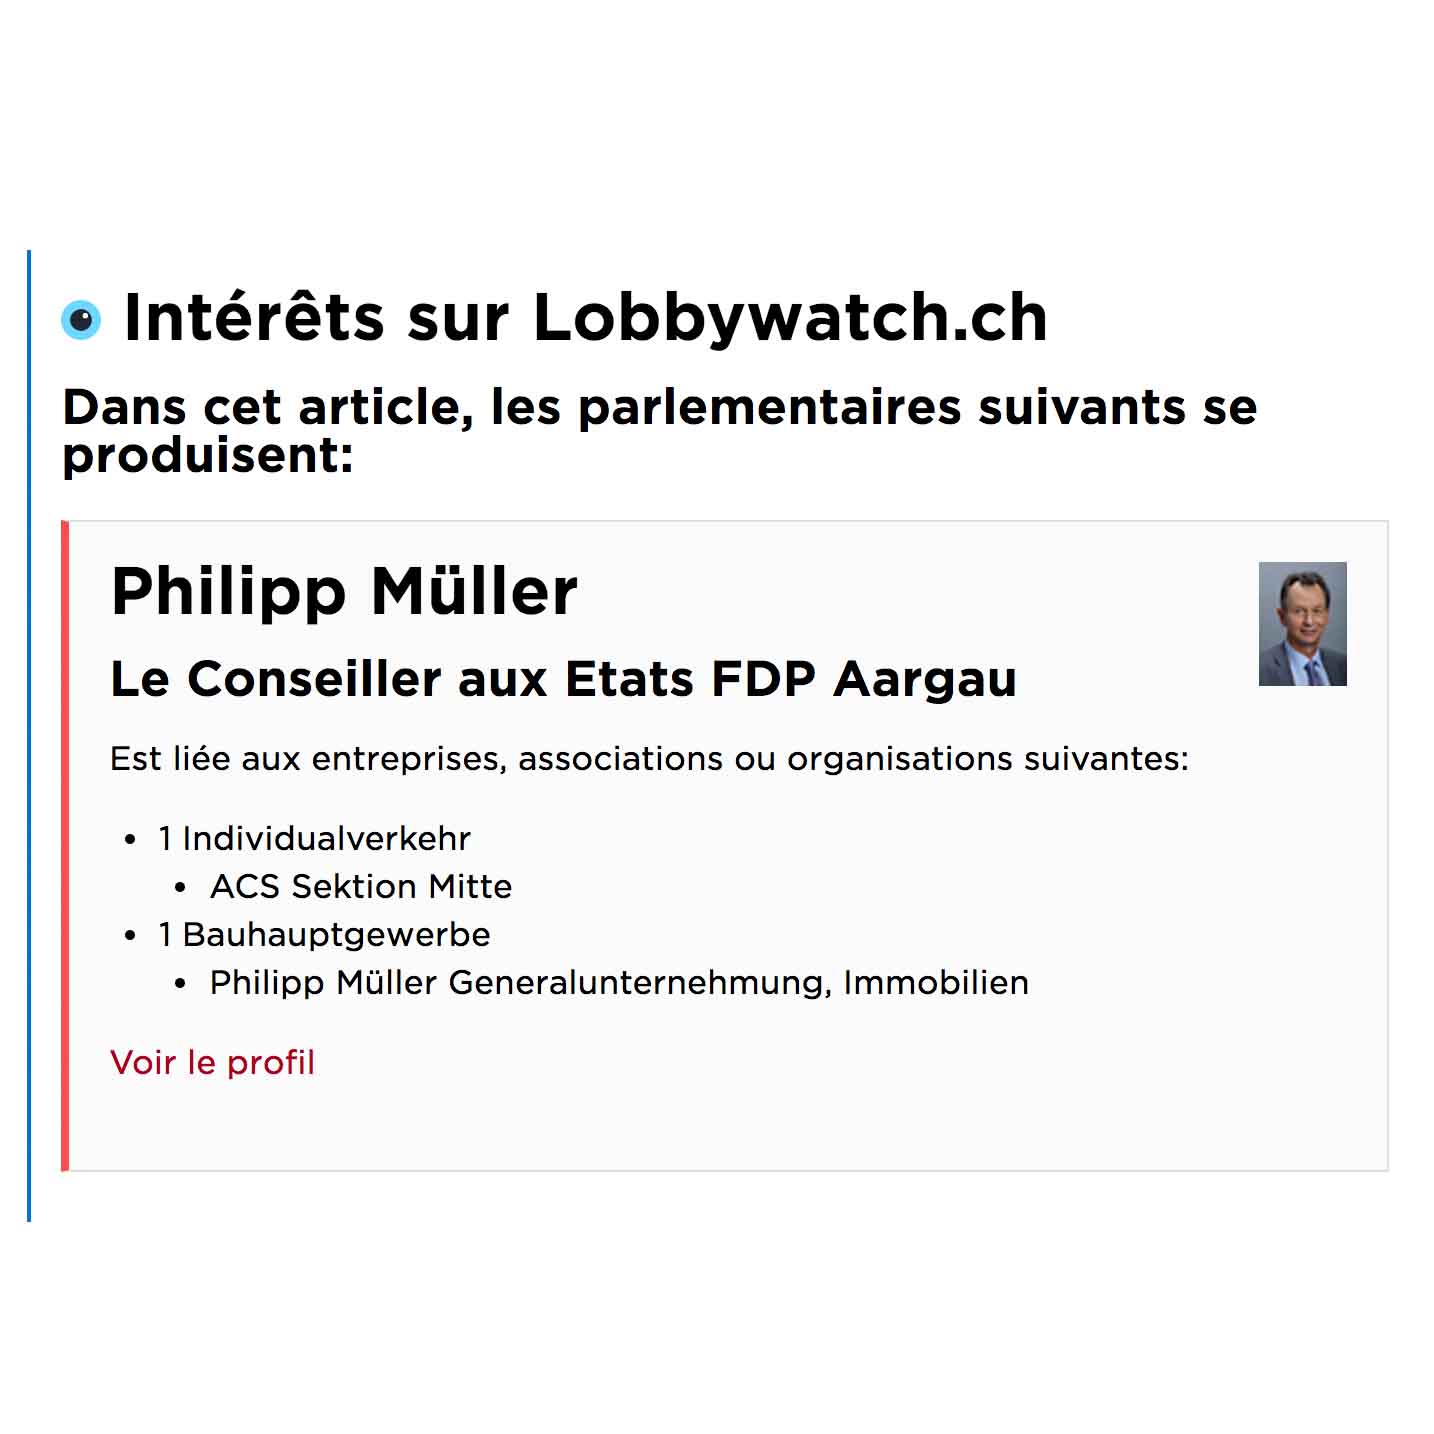 Intérêts sur Lobbywatch.ch
Dans cet article, les parlementaires suivants se
produisent:
Philipp Müller
Le Conseiller aux Etats FDP Aargau
Est liée aux entreprises, associations ou organisations suivantes:
• 1 Individualverkehr
• ACS Sektion Mitte
• 1 Bauhauptgewerbe
• Philipp Müller Generalunternehmung, Immobilien
Voir le profil